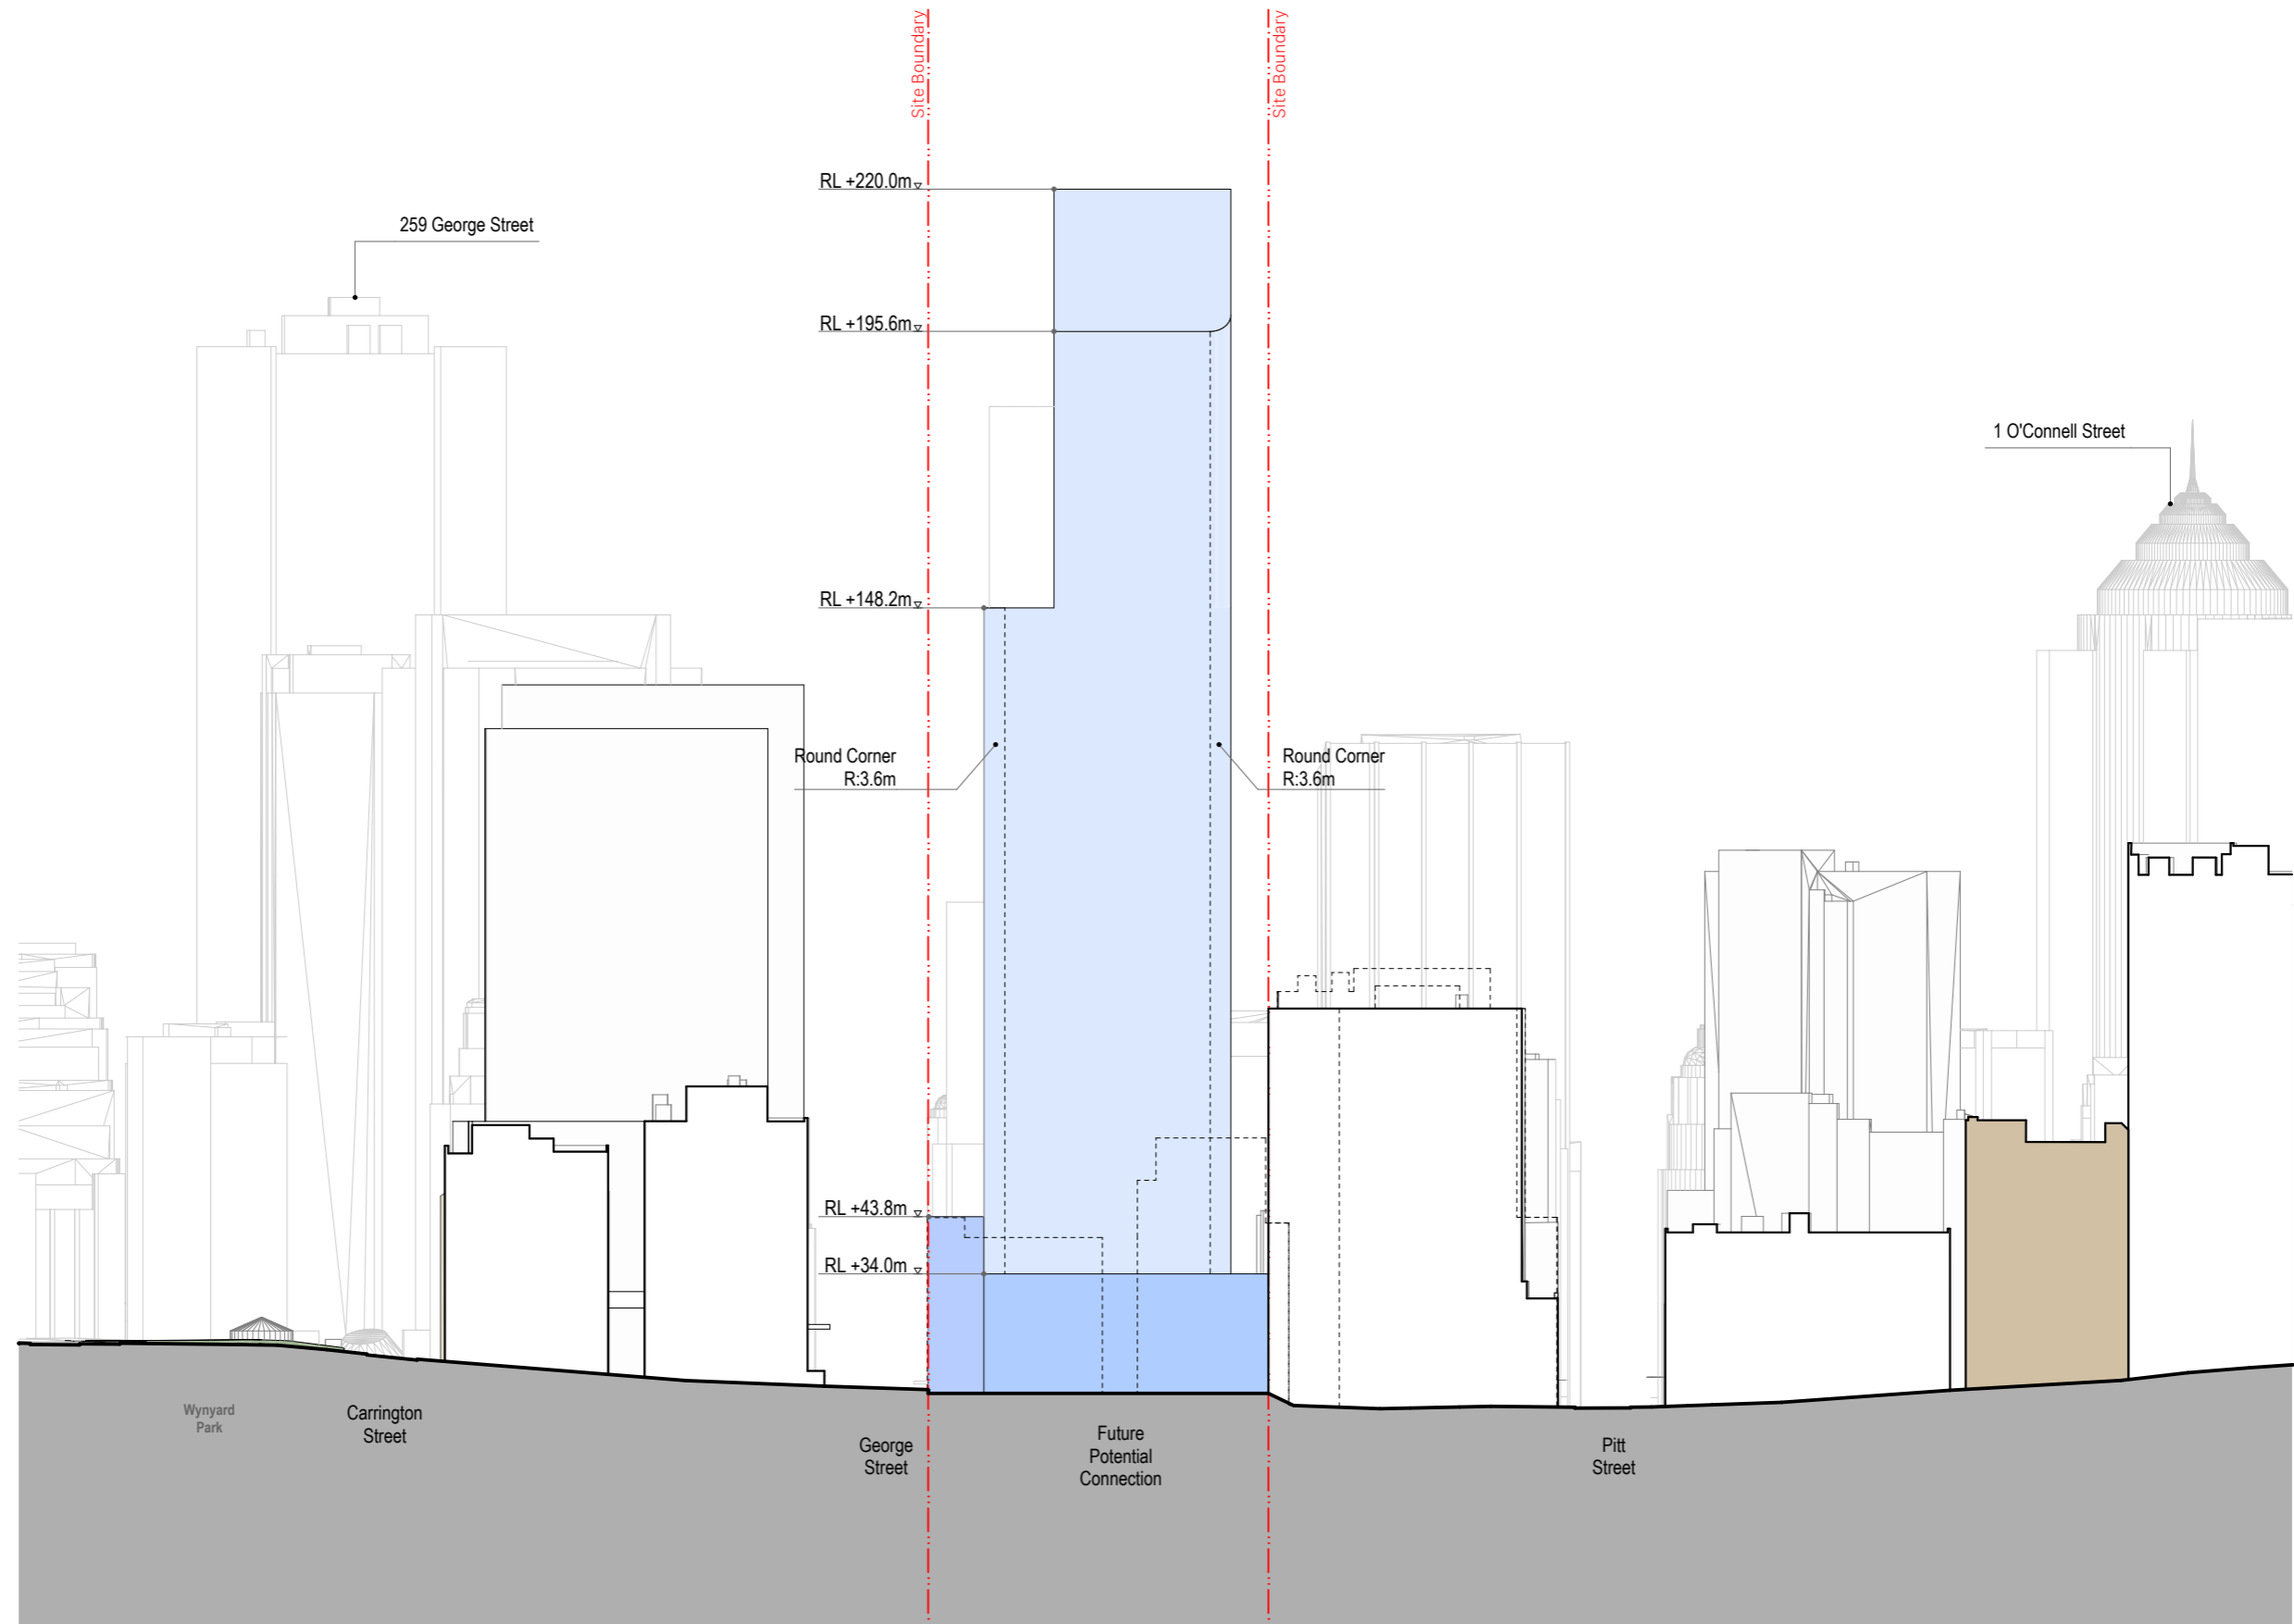 Site Boundary
Site Boundary
RL +220.0m
259 George Street
RL +195.6m
1 O'Connell Street
RL +148.2m
Round Corner
R:3.6m
Round Corner
R:3.6m
RL +43.8m
RL +34.0m
Wynyard
Park
Carrington
Street
George
Street
Future
Potential
Connection
Pitt
Street